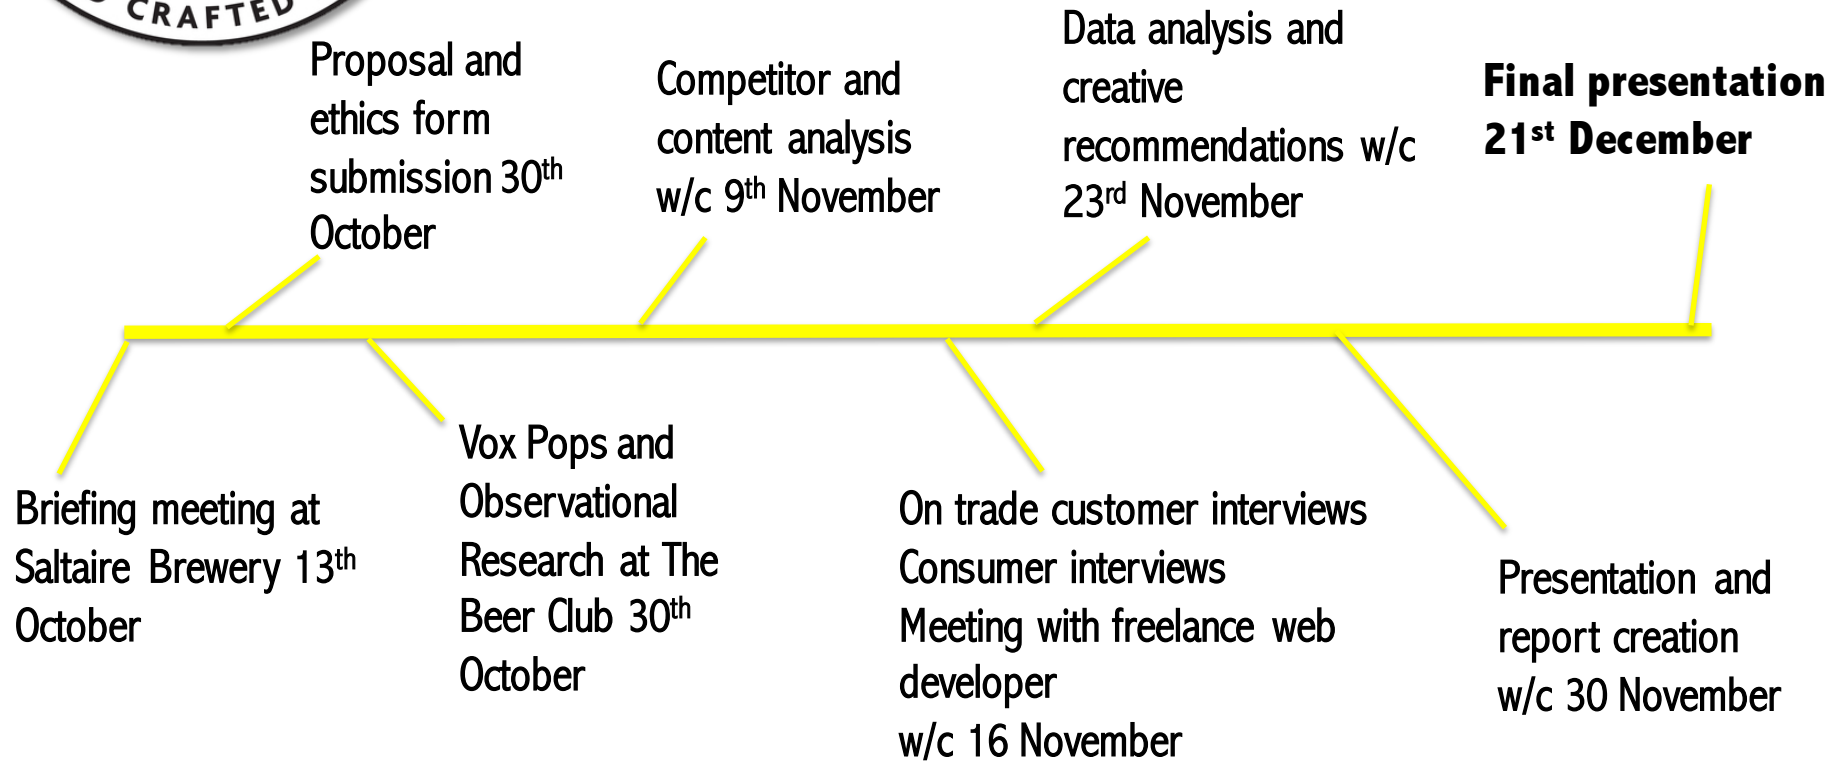 CRAFTED
Proposal and
ethics form
submission 30th
October
Competitor and
content analysis
w/c 9th November
Data analysis and
creative
recommendations w/c
23rd November
Final presentation
21st December
Briefing meeting at
Saltaire Brewery 13th
October
Vox Pops and
Observational
Research at The
Beer Club 30th
October
On trade customer interviews
Consumer interviews
Meeting with freelance web
developer
w/c 16 November
Presentation and
report creation
w/c 30 November